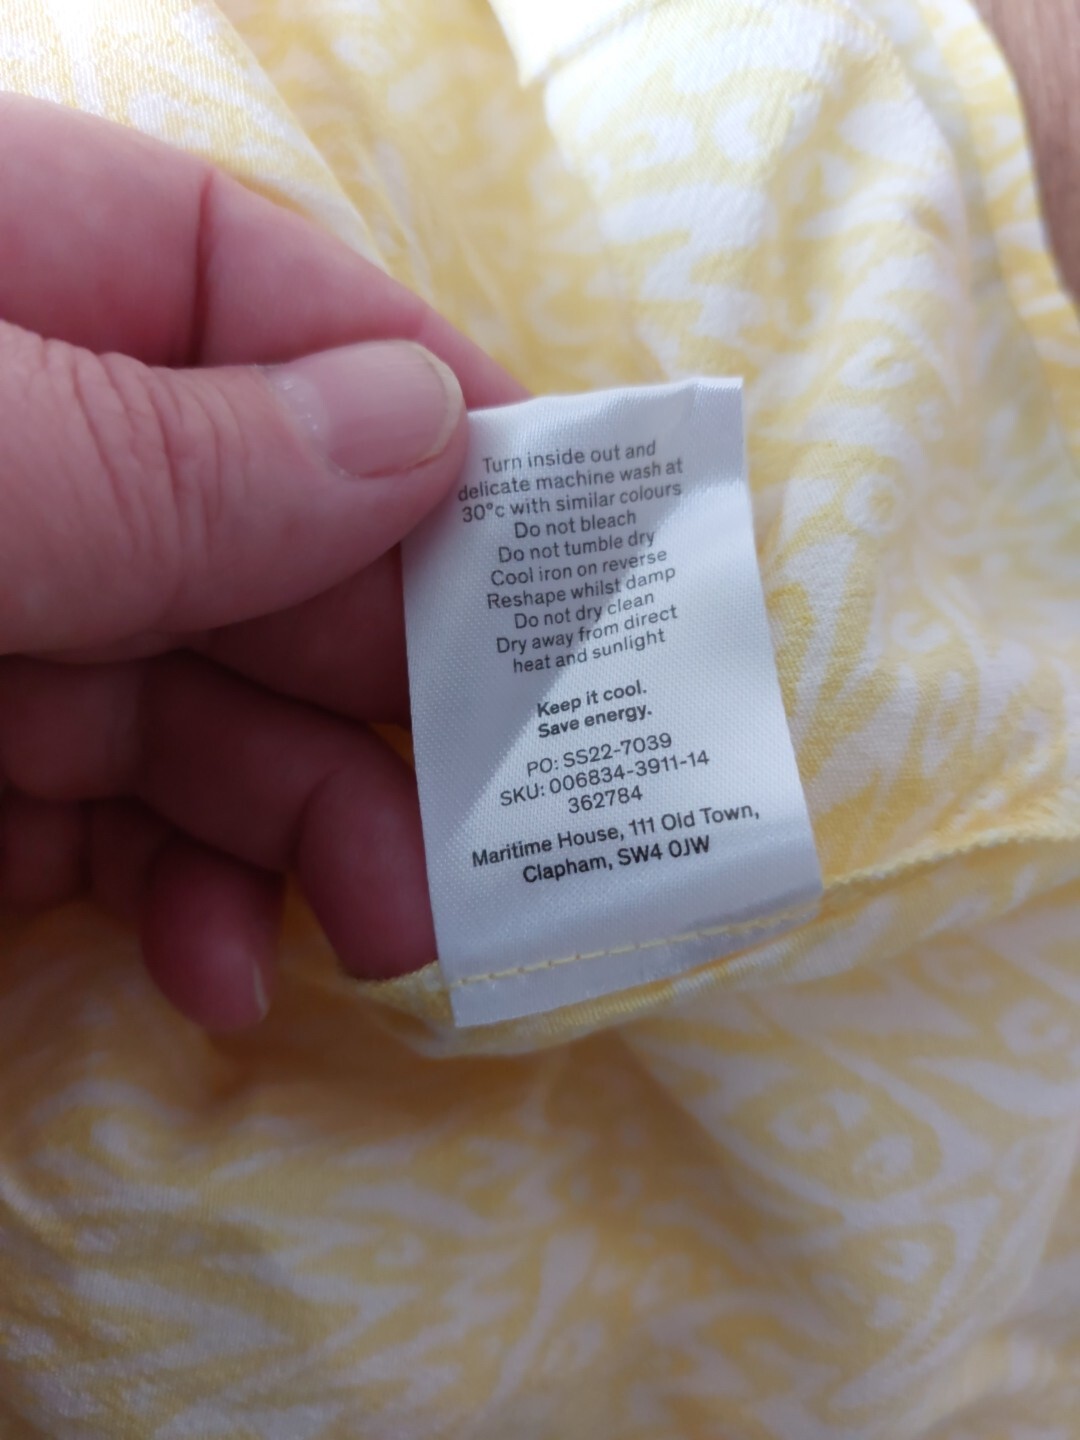 Turn inside out and
delicate machine wash at
30°c with similar colours
Do not bleach
Do not tumble dry
Cool iron on reverse
Reshape whilst damp
Do not dry clean
Dry away from direct
heat and sunlight
Keep it cool.
Save energy.
PO: SS22-7039
SKU: 006834-3911-14
362784
Maritime House, 111 Old Town,
Clapham, SW4 0JW